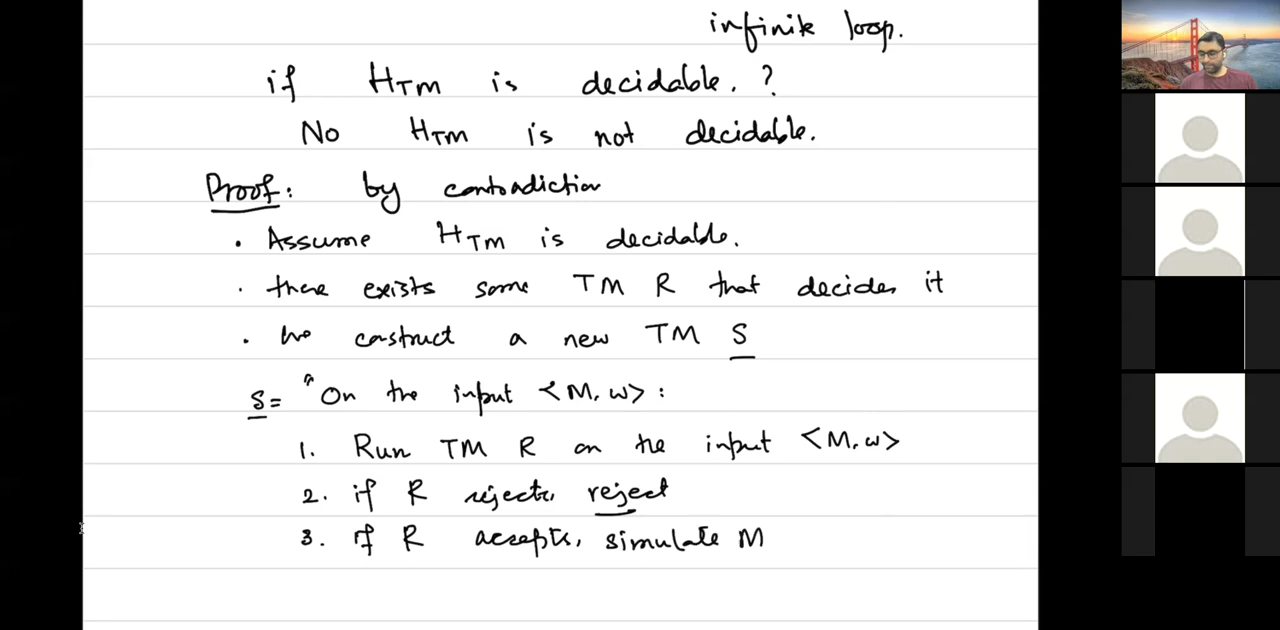 infinite loop.
if HTM is decidable. ?
No HTM is not decidable.
Proof: by contradiction
• Assume HTM is decidable.
• there exists some TM R that decides it
• we construct a new TM S
S = "On the input <M, w> :
1. Run TM R on the input <M, w>
2. if R rejects, reject
3. if R accepts, simulate M